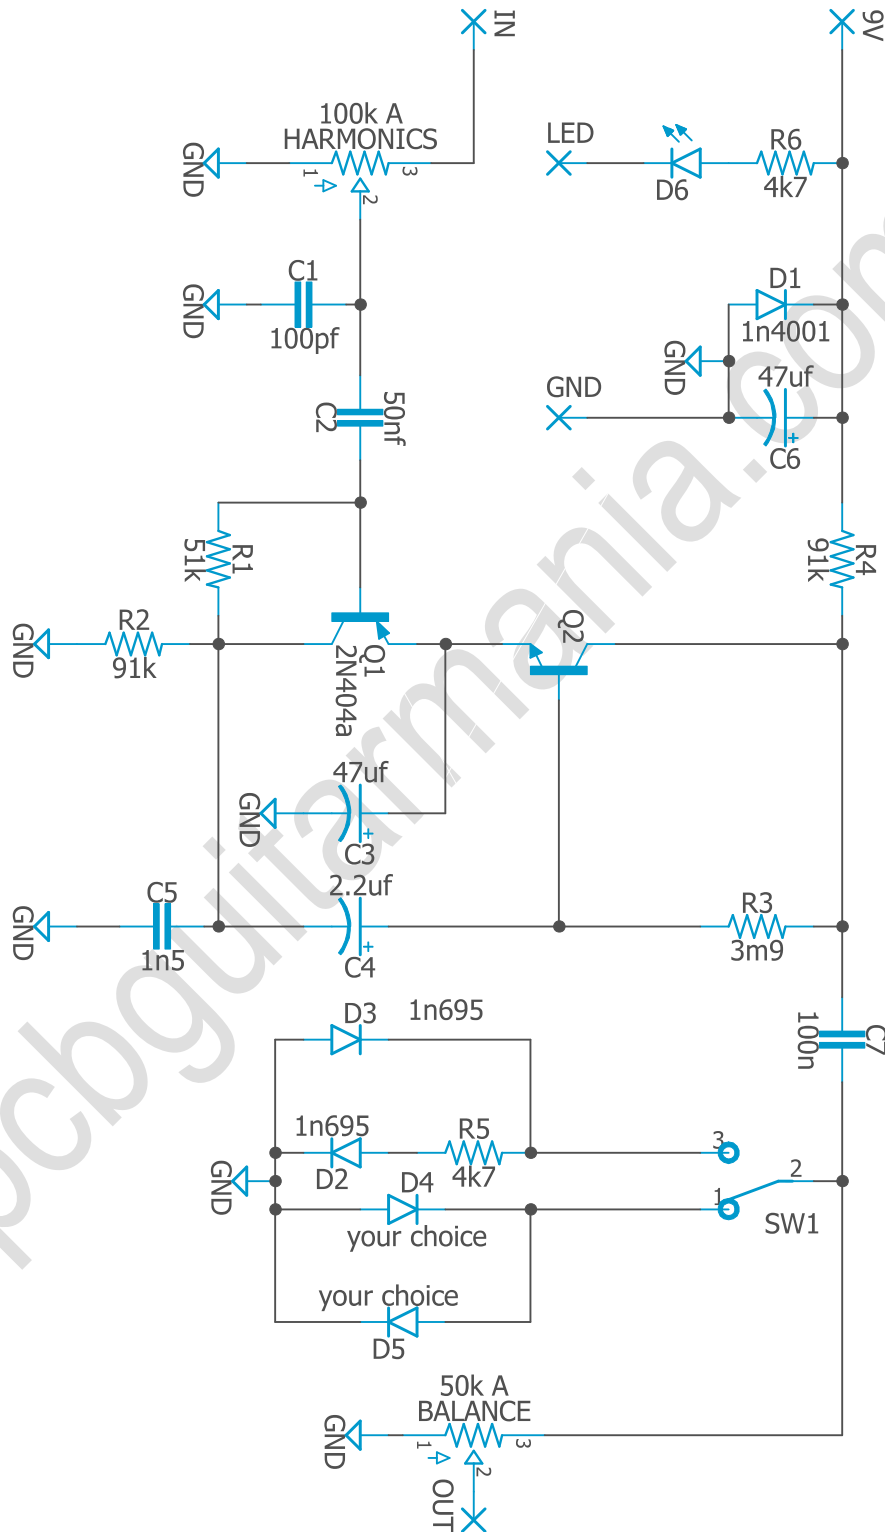 IN
9V
100k A
HARMONICS
1
3
2
GND
LED
D6
R6
4k7
C1
100pf
GND
D1
1n4001
GND
47uf
C6
GND
C2
50nf
R1
51k
R4
91k
R2
91k
GND
Q1
2N404a
Q2
47uf
C3
GND
2.2uf
C4
C5
1n5
GND
R3
3m9
C7
100n
D3
1n695
1n695
D2
R5
4k7
GND
D4
your choice
your choice
D5
3
2
1
SW1
50k A
BALANCE
1
3
2
GND
OUT
pcbguitarmania.com